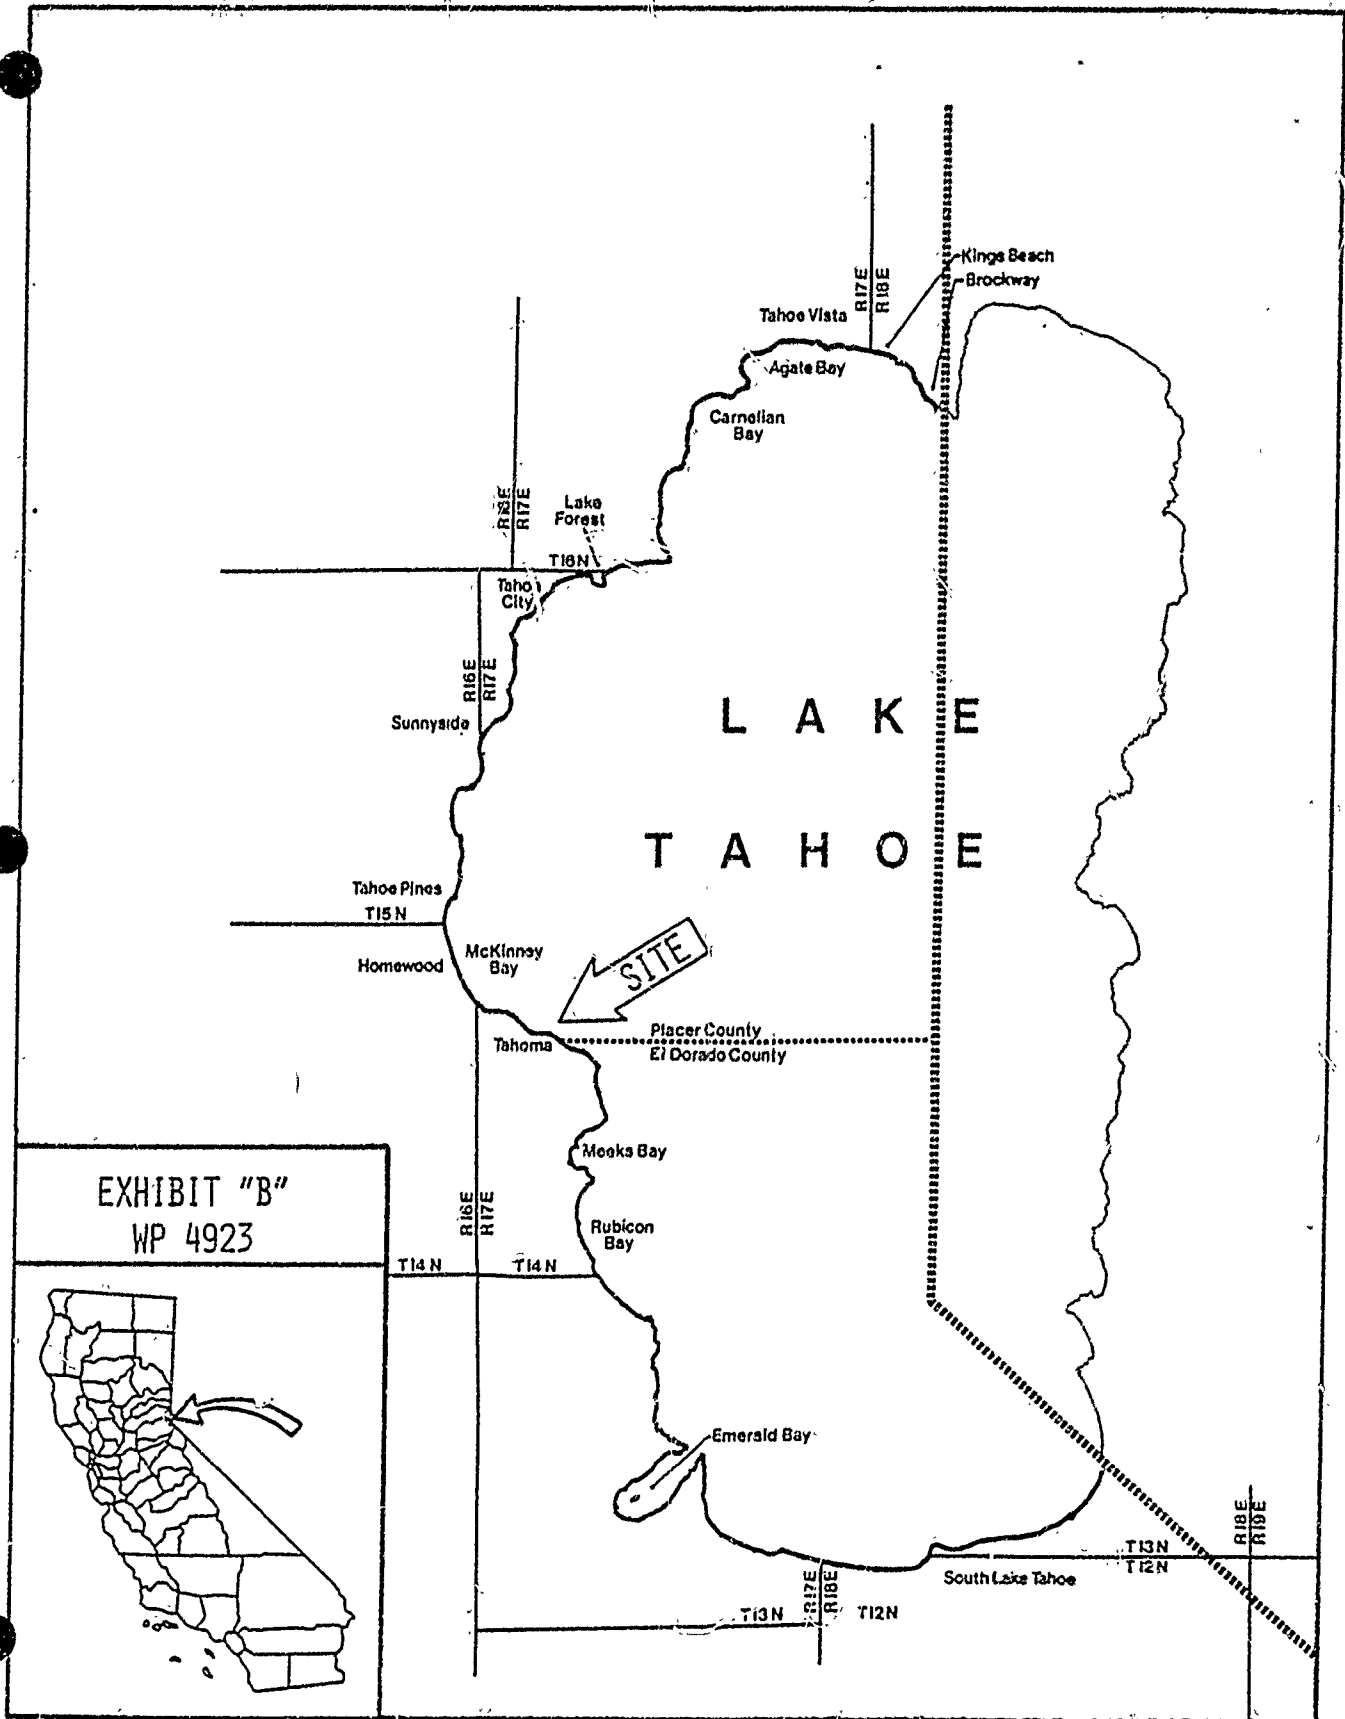 Kings Beach
Brockway
R17E
R18E
Tahoe Vista
Agate Bay
Carnelian
Bay
R17E
Lake
Forest
T16N
Tahoe
City
R16E
R17E
Sunnyside
LAKE
TAHOE
Tahoe Pines
T15N
McKinney
Bay
Homewood
SITE
Placer County
Tahoma
El Dorado County
Meeks Bay
EXHIBIT "B"
WP 4923
R16E
R17E
Rubicon
Bay
T14N
T14N
Emerald Bay
R18E
R19E
T13N
T12N
South Lake Tahoe
R17E
R18E
T13N
T12N